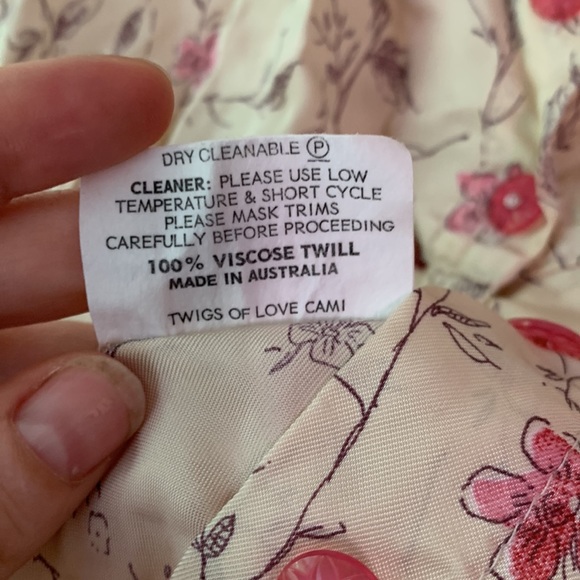 DRY CLEANABLE Ⓟ
CLEANER: PLEASE USE LOW
TEMPERATURE & SHORT CYCLE
PLEASE MASK TRIMS
CAREFULLY BEFORE PROCEEDING
100% VISCOSE TWILL
MADE IN AUSTRALIA
TWIGS OF LOVE CAMI